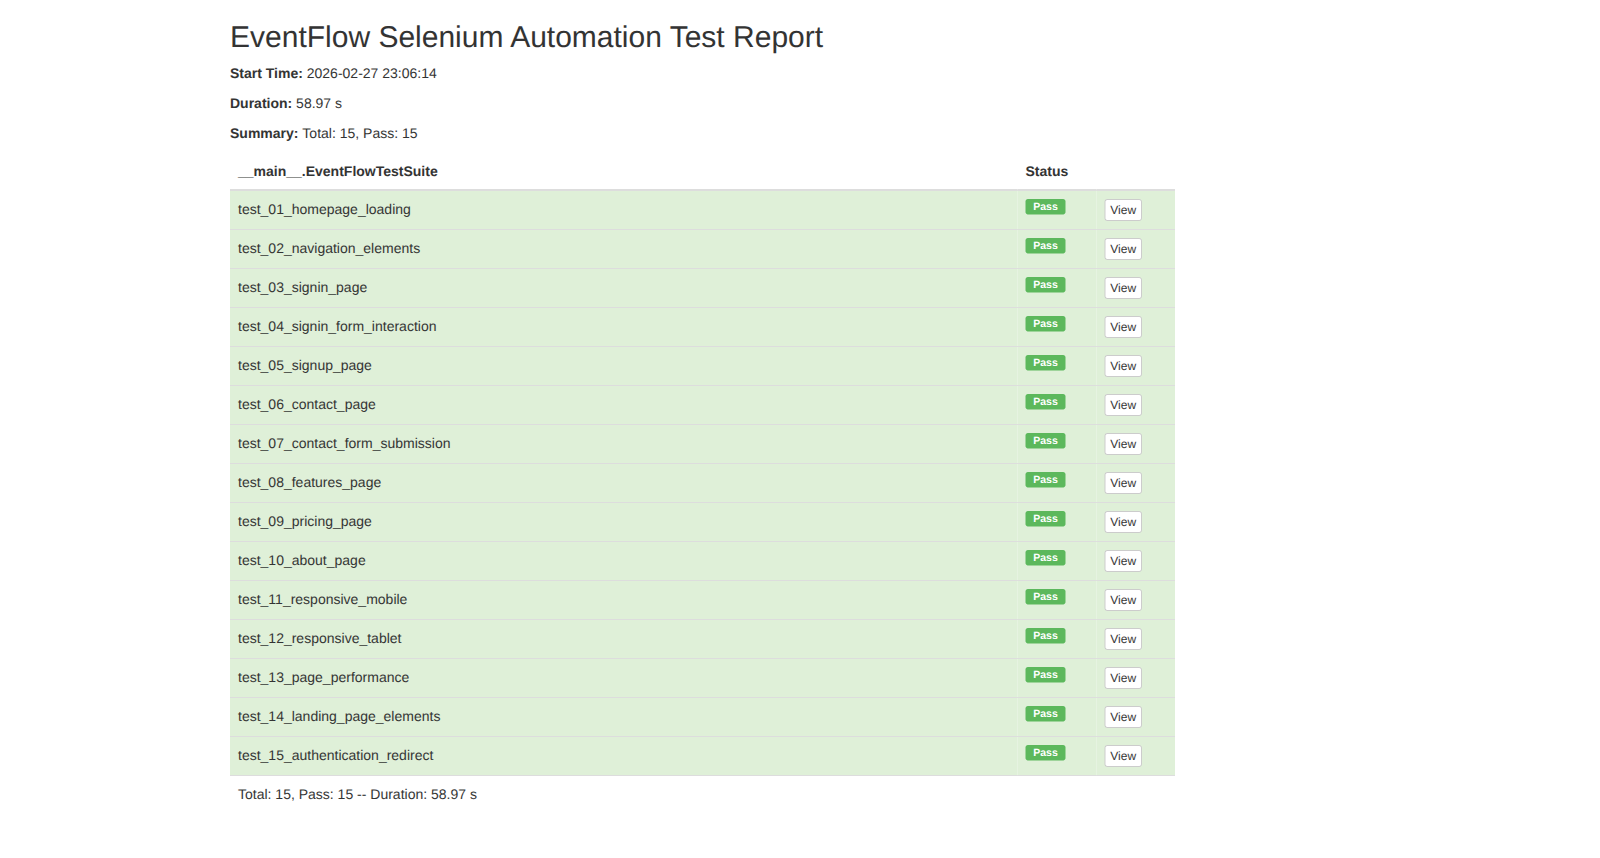 EventFlow Selenium Automation Test Report
Start Time: 2026-02-27 23:06:14
Duration: 58.97 s
Summary: Total: 15, Pass: 15
__main__.EventFlowTestSuite Status
test_01_homepage_loading Pass View
test_02_navigation_elements Pass View
test_03_signin_page Pass View
test_04_signin_form_interaction Pass View
test_05_signup_page Pass View
test_06_contact_page Pass View
test_07_contact_form_submission Pass View
test_08_features_page Pass View
test_09_pricing_page Pass View
test_10_about_page Pass View
test_11_responsive_mobile Pass View
test_12_responsive_tablet Pass View
test_13_page_performance Pass View
test_14_landing_page_elements Pass View
test_15_authentication_redirect Pass View
Total: 15, Pass: 15 -- Duration: 58.97 s